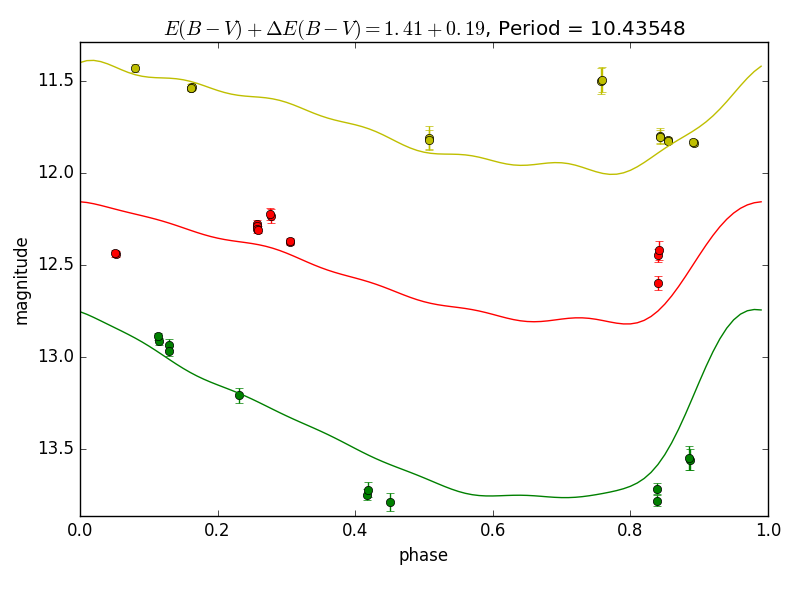 E(B − V) + ΔE(B − V) = 1.41 + 0.19, Period = 10.43548
11.5
12.0
12.5
13.0
13.5
magnitude
0.0 0.2 0.4 0.6 0.8 1.0
phase